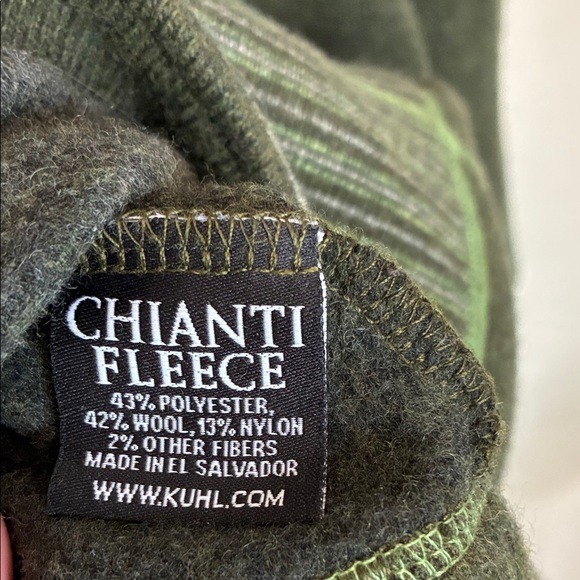 CHIANTI
FLEECE
43% POLYESTER,
42% WOOL, 13% NYLON
2% OTHER FIBERS
MADE IN EL SALVADOR
WWW.KUHL.COM